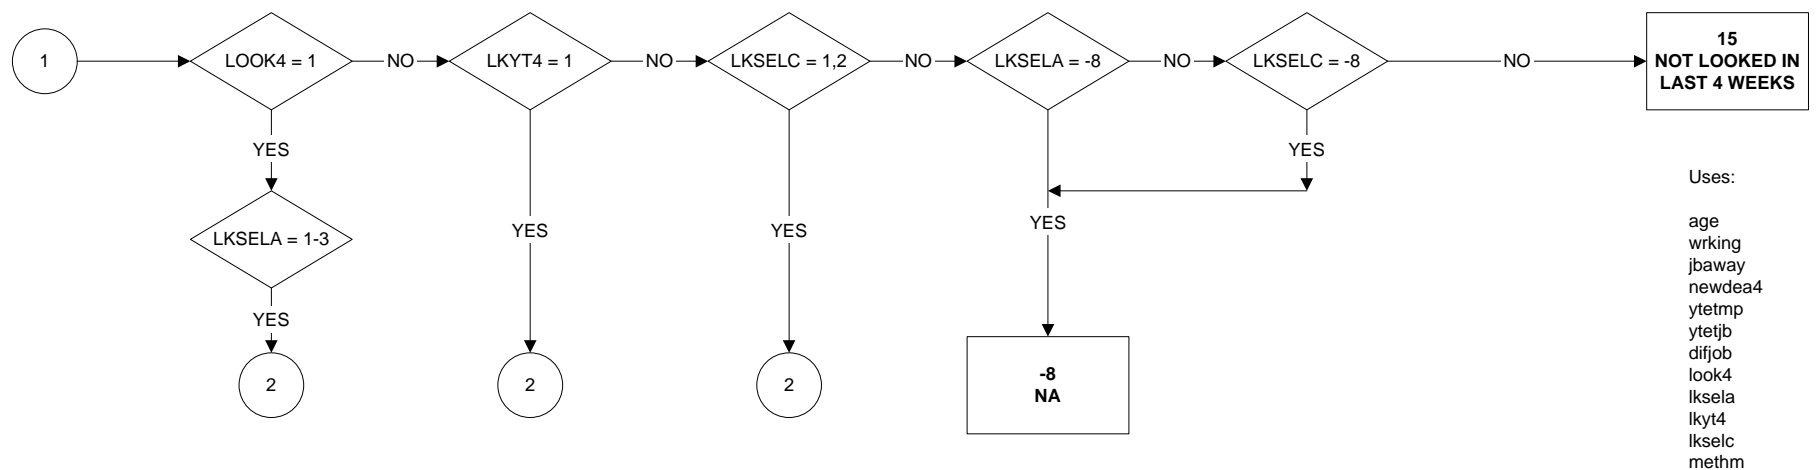 1
LOOK4 = 1
NO
LKYT4 = 1
NO
LKSELC = 1,2
NO
LKSELA = -8
NO
LKSELC = -8
NO
15
NOT LOOKED IN
LAST 4 WEEKS
YES
YES
LKSELA = 1-3
YES
YES
YES
YES
2
2
2
-8
NA
Uses:
age
wrking
jbaway
newdea4
ytetmp
ytetjb
difjob
look4
lksela
lkyt4
lkselc
methm